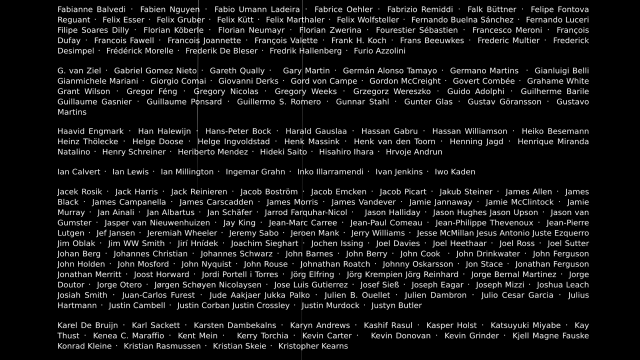 Fabianne Balvedi · Fabien Nguyen · Fabio Umann Ladeira · Fabrice Oehler · Fabrizio Remiddi · Falk Büttner · Felipe Fontova
Reguant · Felix Esser · Felix Gruber · Felix Kütt · Felix Marthaler · Felix Wolfsteller · Fernando Buelna Sánchez · Fernando Luceri
Filipe Soares Dilly · Florian Köberle · Florian Neumayr · Florian Zwerina · Fourestier Sébastien · Francesco Meroni · François
Dufay · Francois Fawell · Francois Joannette · François Valette · Frank H. Koch · Frans Beeuwkes · Frederic Multier · Frederick
Desimpel · Frédérick Morelle · Frederik De Bleser · Fredrik Hallenberg · Furio Azzolini
G. van Ziel · Gabriel Gomez Nieto · Gareth Qually · Gary Martin · Germán Alonso Tamayo · Germano Martins · Gianluigi Belli
Gianmichele Mariani · Giorgio Comai · Giovanni Derks · Gord von Campe · Gordon McCreight · Govert Combée · Grahame White
Grant Wilson · Gregor Féng · Gregory Nicolas · Gregory Weeks · Grzegorz Wereszko · Guido Adolphi · Guilherme Barile
Guillaume Gasnier · Guillaume Ponsard · Guillermo S. Romero · Gunnar Stahl · Gunter Glas · Gustav Göransson · Gustavo
Martins
Haavid Engmark · Han Halewijn · Hans-Peter Bock · Harald Gauslaa · Hassan Gabru · Hassan Williamson · Heiko Besemann
Heinz Thölecke · Helge Doose · Helge Ingvoldstad · Henk Massink · Henk van den Toorn · Henning Jagd · Henrique Miranda
Natalino · Henry Schreiner · Heriberto Mendez · Hideki Saito · Hisahiro Ihara · Hrvoje Andrun
Ian Calvert · Ian Lewis · Ian Millington · Ingemar Grahn · Inko Illarramendi · Ivan Jenkins · Iwo Kaden
Jacek Rosik · Jack Harris · Jack Reinieren · Jacob Boström · Jacob Emcken · Jacob Picart · Jakub Steiner · James Allen · James
Black · James Campanella · James Carscadden · James Morris · James Vandever · Jamie Jannaway · Jamie McClintock · Jamie
Murray · Jan Ainali · Jan Albartus · Jan Schäfer · Jarrod Farquhar-Nicol · Jason Halliday · Jason Hughes Jason Upson · Jason van
Gumster · Jasper van Nieuwenhuizen · Jay King · Jean-Marc Carree · Jean-Paul Comeau · Jean-Philippe Thevenoux · Jean-Pierre
Lutgen · Jef Jansen · Jeremiah Wheeler · Jeremy Sabo · Jeroen Mank · Jerry Williams · Jesse McMillan Jesus Antonio Juste Ezquerro
Jim Oblak · Jim WW Smith · Jiří Hnídek · Joachim Sieghart · Jochen Issing · Joel Davies · Joel Heethaar · Joel Ross · Joel Sutter
Johan Berg · Johannes Christian · Johannes Schwarz · John Barnes · John Berry · John Cook · John Drinkwater · John Ferguson
John Holden · John Mosford · John Nyquist · John Rouse · Johnathan Roatch · Johnny Oskarsson · Jon Stace · Jonathan Ferguson
Jonathan Merritt · Joost Horward · Jordi Portell i Torres · Jörg Elfring · Jörg Krempien Jörg Reinhard · Jorge Bernal Martinez · Jorge
Doutor · Jorge Otero · Jørgen Schøyen Nicolaysen · Jose Luis Gutierrez · Josef Sieß · Joseph Eagar · Joseph Mizzi · Joshua Leach
Josiah Smith · Juan-Carlos Furest · Jude Aakjaer Jukka Palko · Julien B. Ouellet · Julien Dambron · Julio Cesar Garcia · Julius
Hartmann · Justin Cambell · Justin Corban Justin Crossley · Justin Murdock · Justyn Butler
Karel De Bruijn · Karl Sackett · Karsten Dambekalns · Karyn Andrews · Kashif Rasul · Kasper Holst · Katsuyuki Miyabe · Kay
Thust · Kenea C. Maraffio · Kent Mein · Kerry Torchia · Kevin Carter · Kevin Donovan · Kevin Grinder · Kjell Magne Fauske
Konrad Kleine · Kristian Rasmussen · Kristian Skeie · Kristopher Kearns